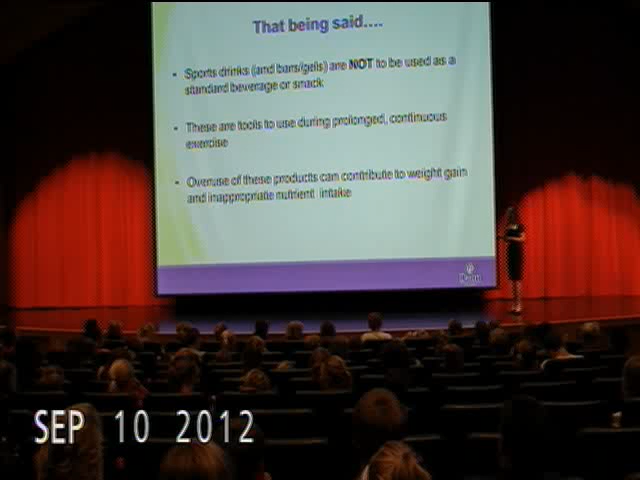 That being said....
• Sports drinks (and bars/gels) are NOT to be used as a
standard beverage or snack
• These are tools to use during prolonged, continuous
exercise
• Overuse of these products can contribute to weight gain
and inappropriate nutrient intake
SEP 10 2012